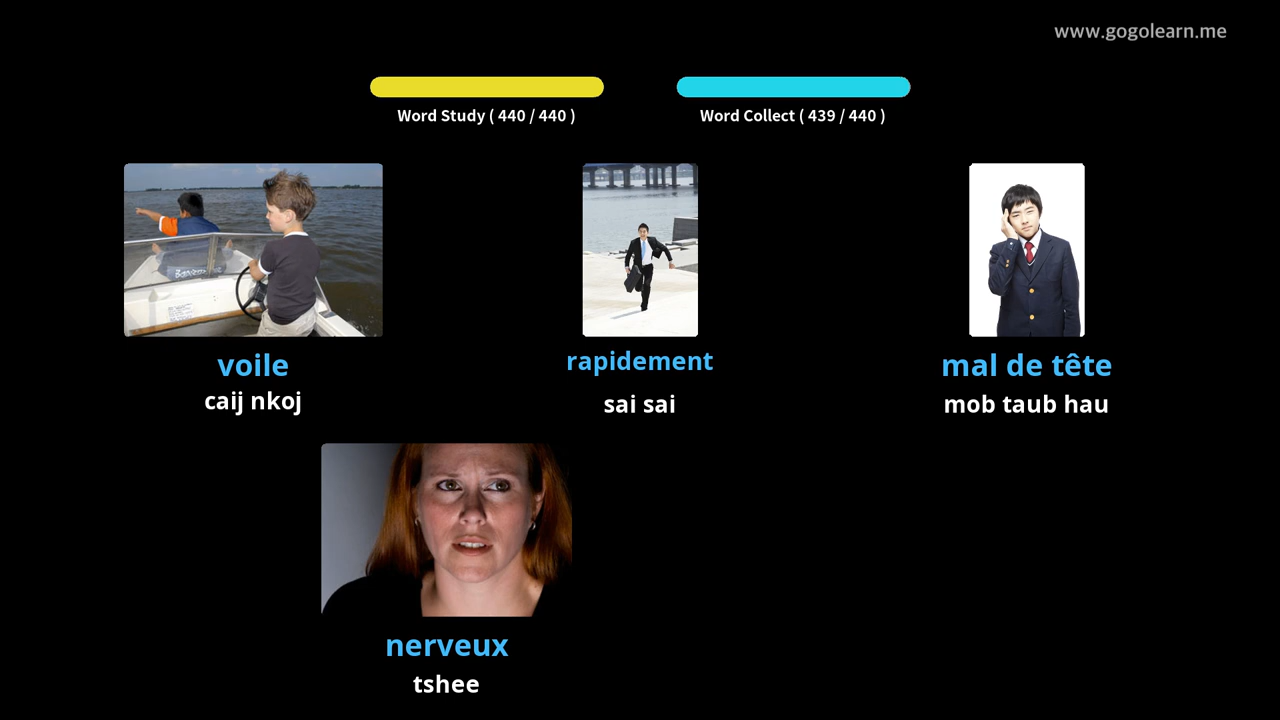 www.gogolearn.me
Word Study ( 440 / 440 )
Word Collect ( 439 / 440 )
voile
caij nkoj
rapidement
sai sai
mal de tête
mob taub hau
nerveux
tshee